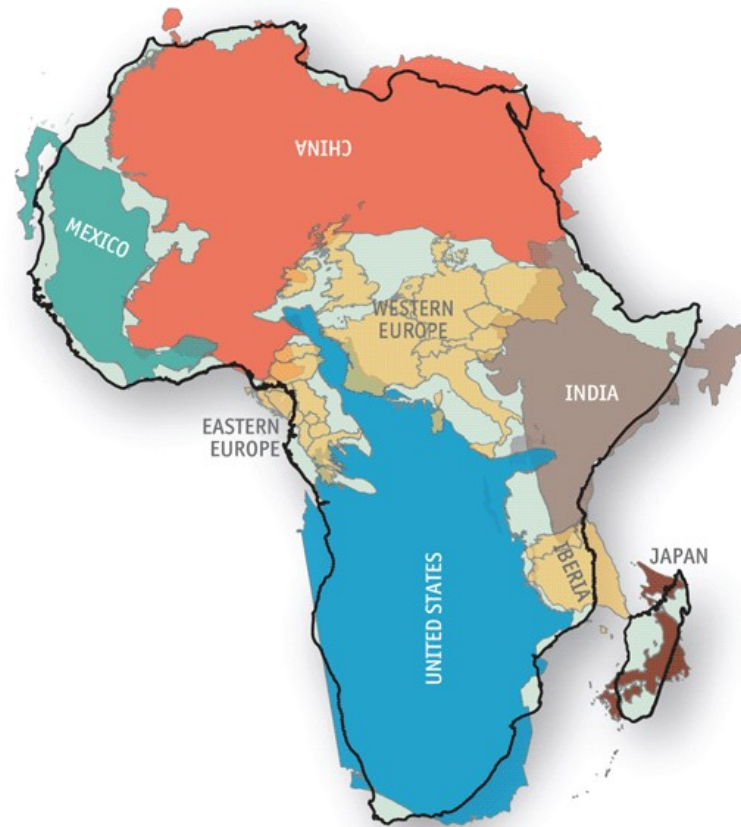 CHINA
MEXICO
WESTERN
EUROPE
INDIA
EASTERN
EUROPE
UNITED STATES
IBERIA
JAPAN